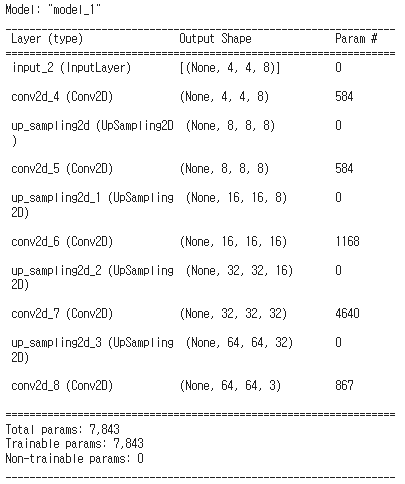 Model: "model_1"
Layer (type) Output Shape Param #
input_2 (InputLayer) [(None, 4, 4, 8)] 0
conv2d_4 (Conv2D) (None, 4, 4, 8) 584
up_sampling2d (UpSampling2D (None, 8, 8, 8) 0
)
conv2d_5 (Conv2D) (None, 8, 8, 8) 584
up_sampling2d_1 (UpSampling (None, 16, 16, 8) 0
2D)
conv2d_6 (Conv2D) (None, 16, 16, 16) 1168
up_sampling2d_2 (UpSampling (None, 32, 32, 16) 0
2D)
conv2d_7 (Conv2D) (None, 32, 32, 32) 4640
up_sampling2d_3 (UpSampling (None, 64, 64, 32) 0
2D)
conv2d_8 (Conv2D) (None, 64, 64, 3) 867
Total params: 7,843
Trainable params: 7,843
Non-trainable params: 0